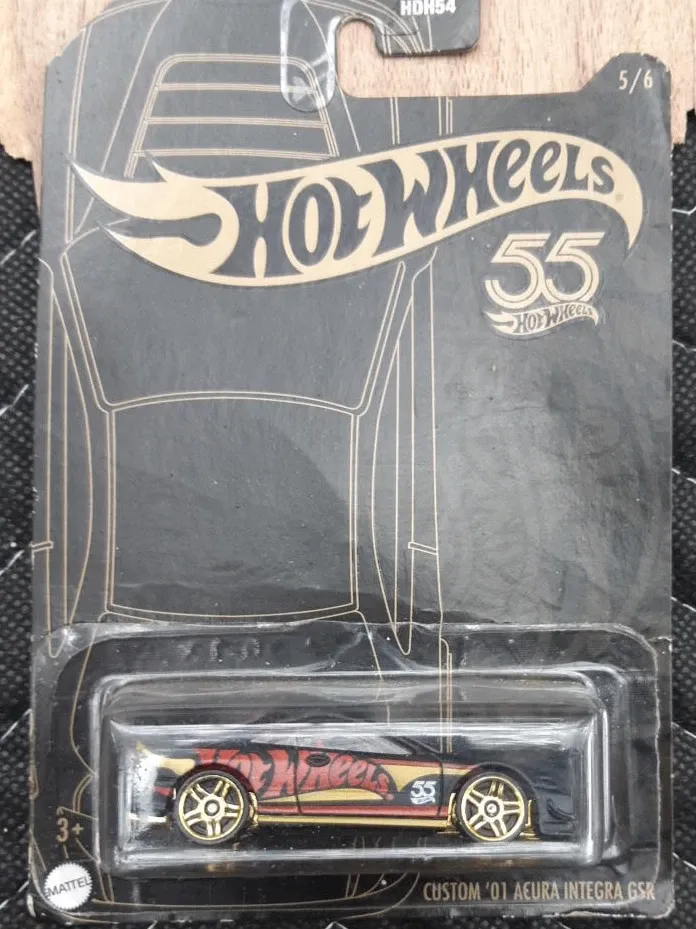 HDH54
5/6
HOT WHEELS
55
HOT WHEELS
HOT WHEELS
55
3+
MATTEL
CUSTOM '01 ACURA INTEGRA GSR